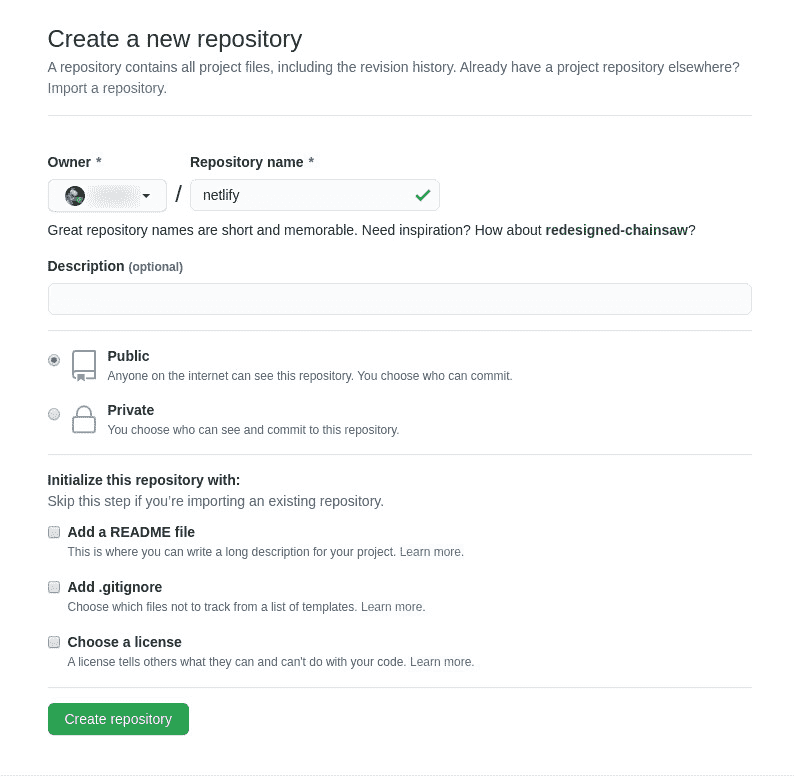 Create a new repository
A repository contains all project files, including the revision history. Already have a project repository elsewhere?
Import a repository.
Owner * Repository name *
/ netlify
Great repository names are short and memorable. Need inspiration? How about redesigned-chainsaw?
Description (optional)
Public
Anyone on the internet can see this repository. You choose who can commit.
Private
You choose who can see and commit to this repository.
Initialize this repository with:
Skip this step if you’re importing an existing repository.
Add a README file
This is where you can write a long description for your project. Learn more.
Add .gitignore
Choose which files not to track from a list of templates. Learn more.
Choose a license
A license tells others what they can and can't do with your code. Learn more.
Create repository